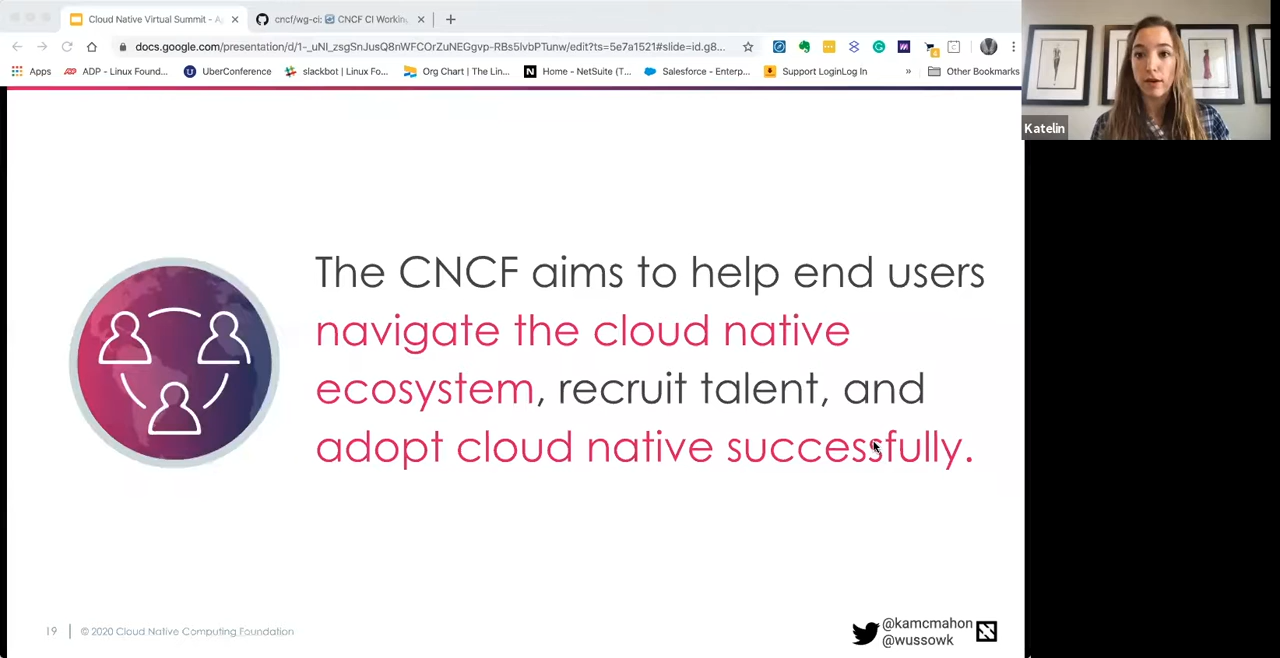 Cloud Native Virtual Summit - A
cncf/wg-ci: CNCF CI Working
docs.google.com/presentation/d/1-_uNI_zsgSnJusQ8nWFCOrZuNEGgvp-RBs5IvbPTunw/edit?ts=5e7a1521#slide=id.g8...
Apps
ADP - Linux Found...
UberConference
slackbot | Linux Fo...
Org Chart | The Lin...
Home - NetSuite (T...
Salesforce - Enterp...
Support LoginLog In
»
Other Bookmarks
Katelin
The CNCF aims to help end users
navigate the cloud native
ecosystem, recruit talent, and
adopt cloud native successfully.
19 | © 2020 Cloud Native Computing Foundation
@kamcmahon
@wussowk